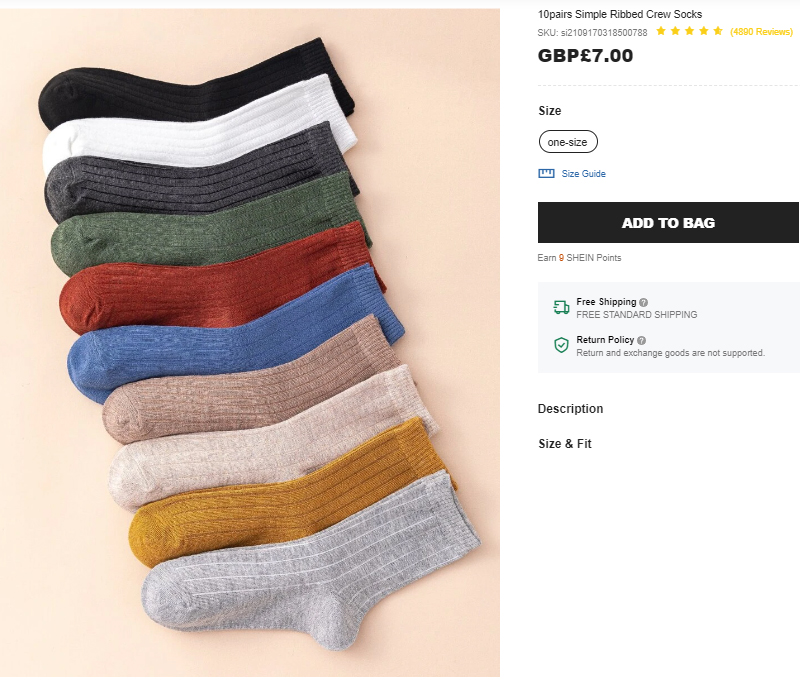 10pairs Simple Ribbed Crew Socks
SKU: si2109170318500788 (4890 Reviews)
GBP£7.00
Size
one-size
Size Guide
ADD TO BAG
Earn 9 SHEIN Points
Free Shipping ?
FREE STANDARD SHIPPING
Return Policy ?
Return and exchange goods are not supported.
Description
Size & Fit